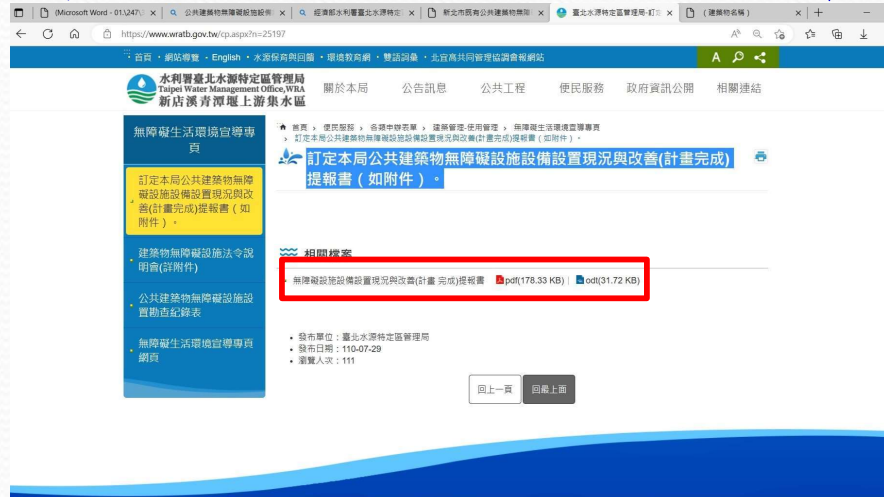 (Microsoft Word - 01.\247\
公共建築物無障礙設施設備
經濟部水利署臺北水源特定
新北市既有公共建築物無障
臺北水源特定區管理局-訂定
(建築物名稱)
https://www.wratb.gov.tw/cp.aspx?n=25197
首頁 ・網站導覽 ・English ・水源保育與回饋 ・環境教育網 ・雙語詞彙 ・北宜高共同管理協調會報網站
A
水利署臺北水源特定區管理局
Taipei Water Management Office,WRA
新店溪青潭堰上游集水區
關於本局 公告訊息 公共工程 便民服務 政府資訊公開 相關連結
無障礙生活環境宣導專
頁
首頁 › 便民服務 › 各類申辦表單 › 建築管理-使用管理 › 無障礙生活環境宣導專頁
› 訂定本局公共建築物無障礙設施設備設置現況與改善(計畫完成)提報書(如附件)。
訂定本局公共建築物無障礙設施設備設置現況與改善(計畫完成)
提報書(如附件)。
訂定本局公共建築物無障
礙設施設備設置現況與改
善(計畫完成)提報書(如
附件)。
建築物無障礙設施法令說
明會(詳附件)
公共建築物無障礙設施設
置勘查紀錄表
無障礙生活環境宣導專頁
網頁
相關檔案
無障礙設施設備設置現況與改善(計畫 完成)提報書 pdf(178.33 KB) | odt(31.72 KB)
發布單位:臺北水源特定區管理局
發布日期:110-07-29
瀏覽人次:111
回上一頁 回最上面